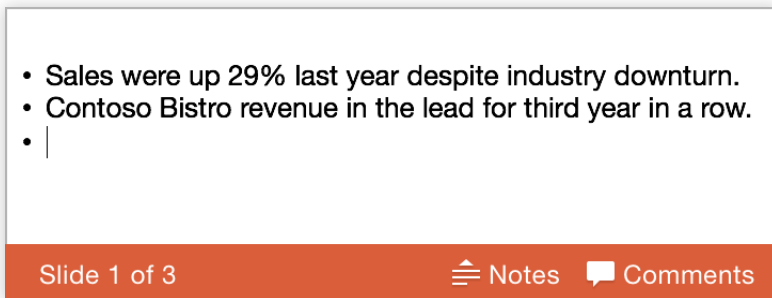 • Sales were up 29% last year despite industry downturn.
• Contoso Bistro revenue in the lead for third year in a row.
•
Slide 1 of 3 Notes Comments